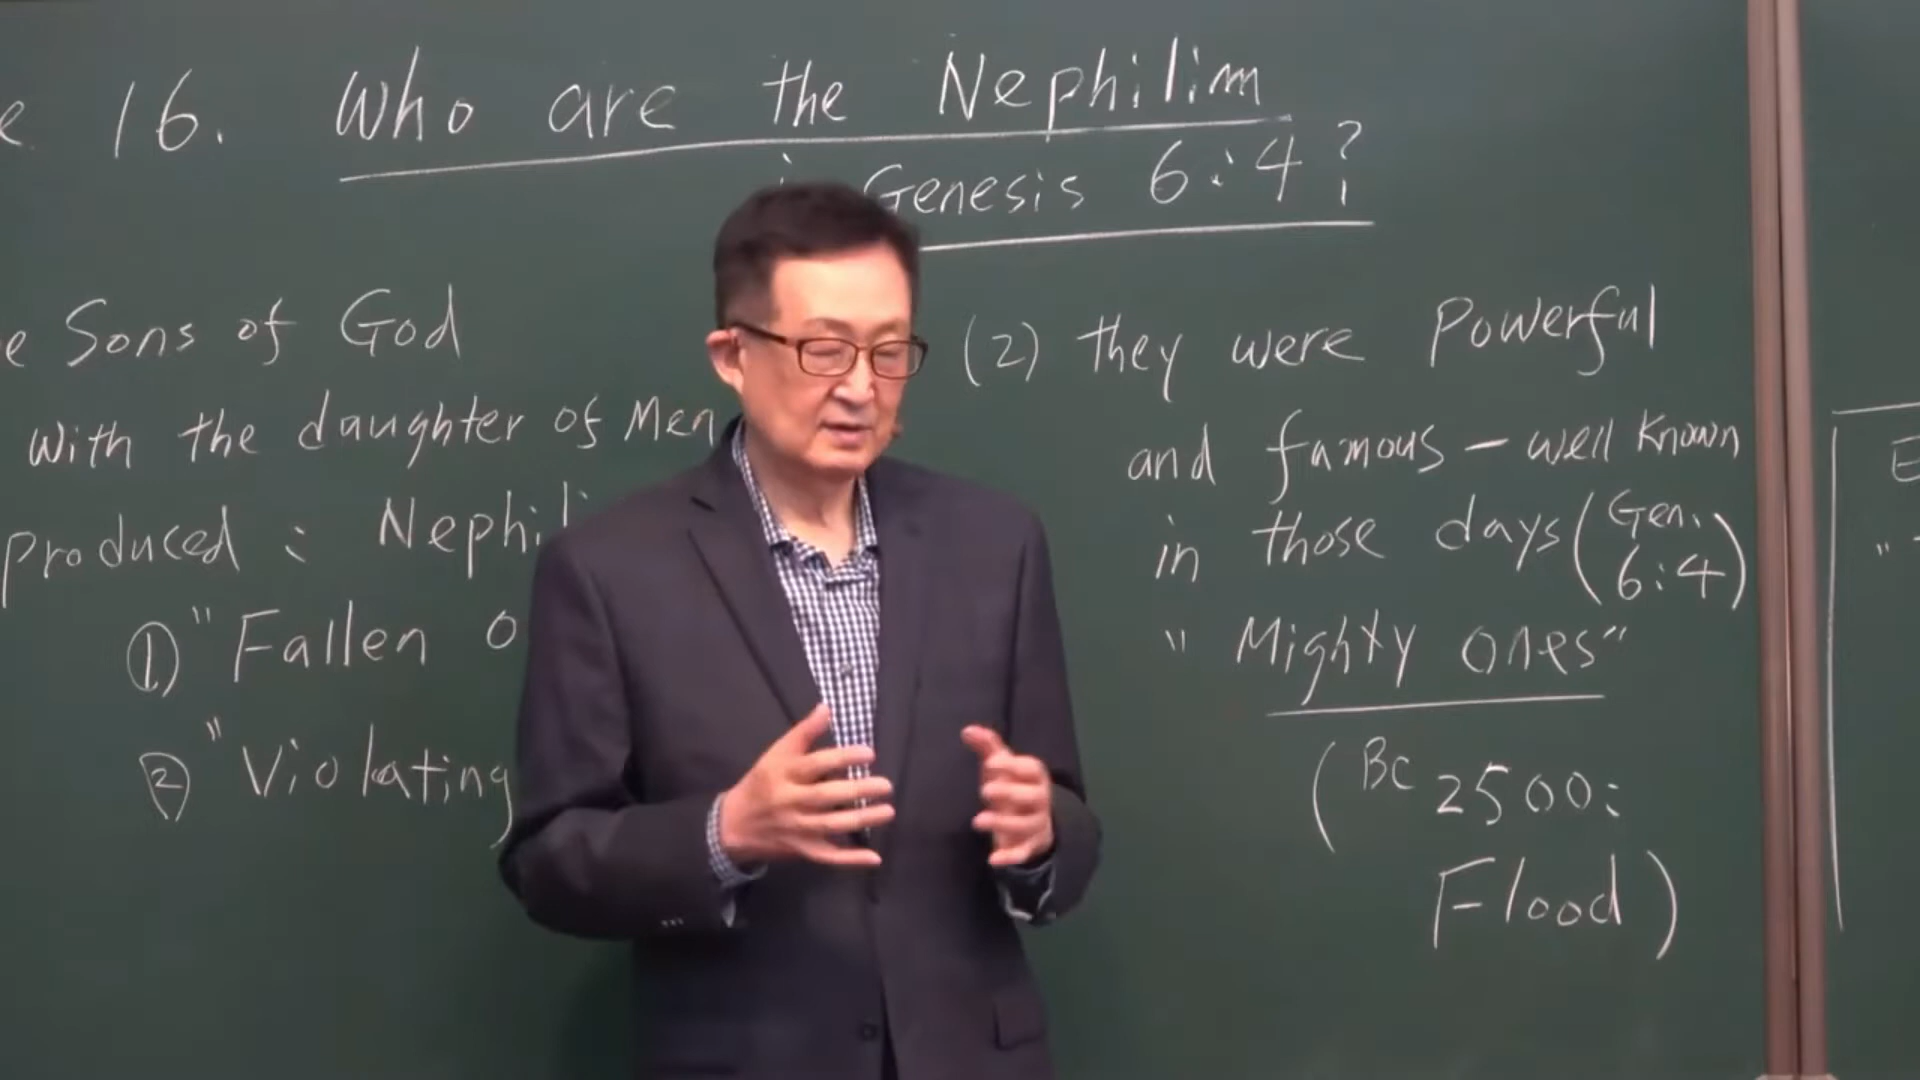 e 16. Who are the Nephilim
Genesis 6:4?
e Sons of God
with the daughter of Men
produced: Nephili
① "Fallen o
② "Violating
(2) they were Powerful
and famous - well known
in those days (Gen. 6:4)
"Mighty ones"
(BC 2500:
Flood)
E
"